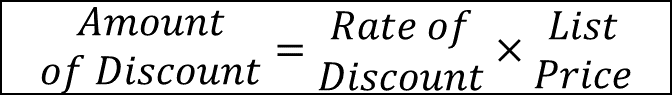 Amount of Discount = Rate of Discount × List Price